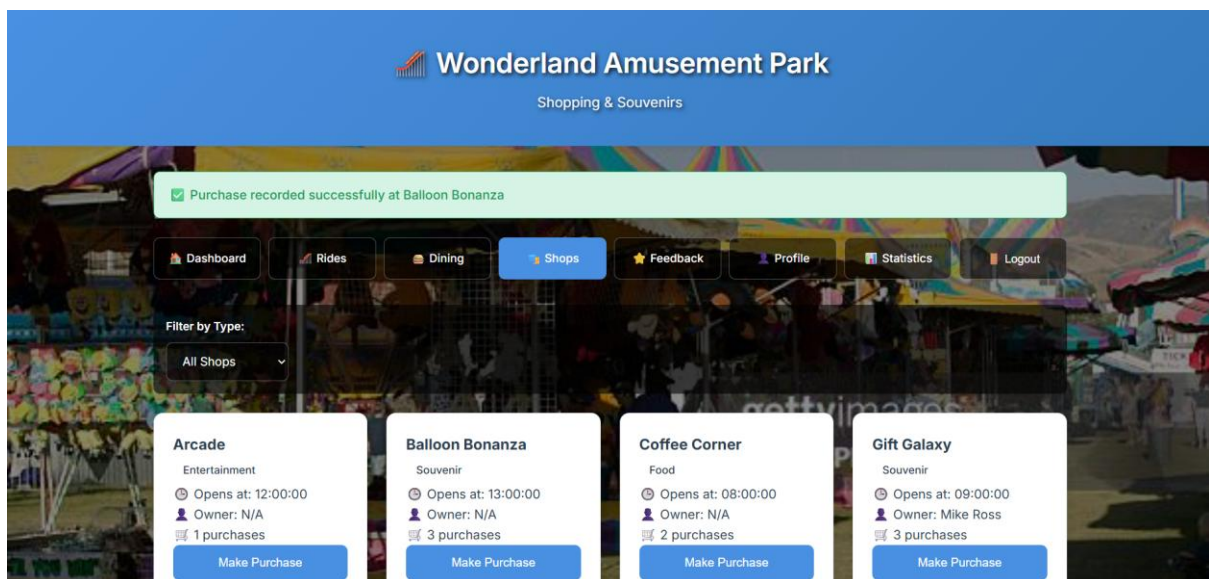 Wonderland Amusement Park
Shopping & Souvenirs
Purchase recorded successfully at Balloon Bonanza
Dashboard
Rides
Dining
Shops
Feedback
Profile
Statistics
Logout
Filter by Type:
All Shops
gettyimages
Arcade
Entertainment
Opens at: 12:00:00
Owner: N/A
1 purchases
Make Purchase
Balloon Bonanza
Souvenir
Opens at: 13:00:00
Owner: N/A
3 purchases
Make Purchase
Coffee Corner
Food
Opens at: 08:00:00
Owner: N/A
2 purchases
Make Purchase
Gift Galaxy
Souvenir
Opens at: 09:00:00
Owner: Mike Ross
3 purchases
Make Purchase